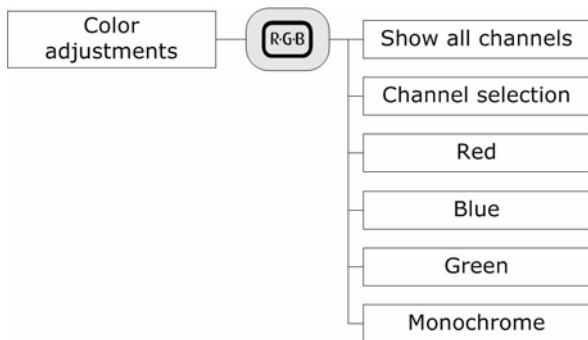 Color
adjustments
R·G·B
Show all channels
Channel selection
Red
Blue
Green
Monochrome